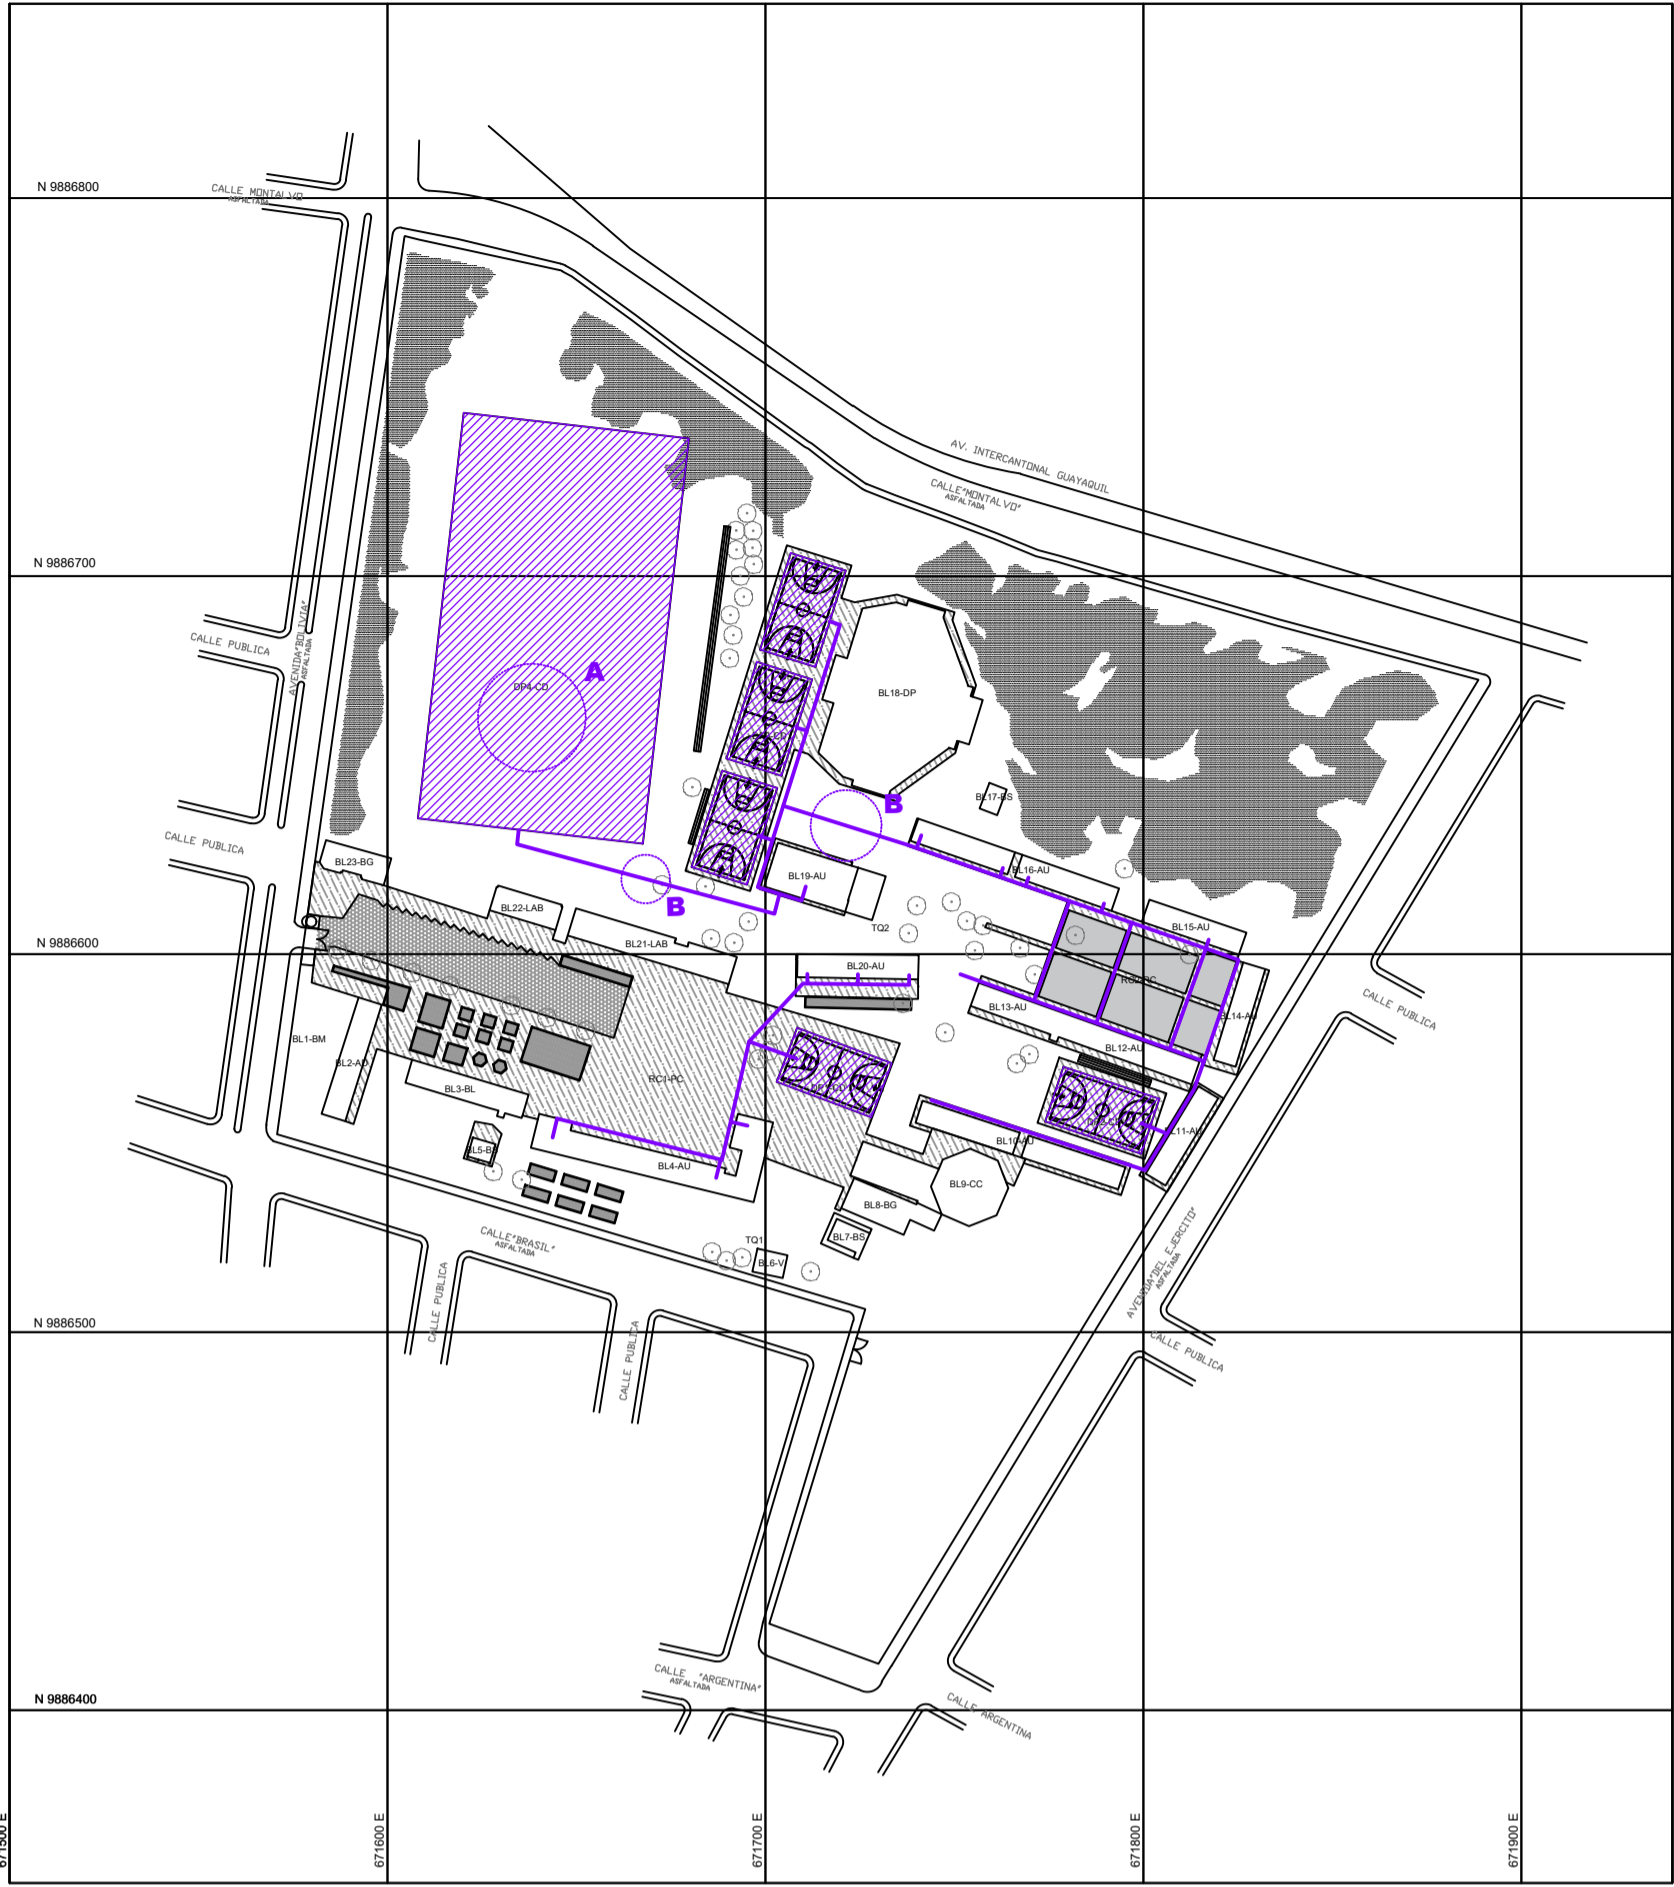 N 9886800
CALLE MONTALVO
ASFALTADA
AV. INTERCANTONAL GUAYAQUIL
CALLE"MONTALVO"
ASFALTADA
N 9886700
CALLE PUBLICA
AVENIDA"BOLIVIA"
ASFALTADA
A
DP4-CD
BL18-DP
BL17-BS
B
CALLE PUBLICA
BL23-BG
BL19-AU
BL16-AU
BL22-LAB
B
BL21-LAB
TQ2
BL15-AU
N 9886600
BL20-AU
BL13-AU
BL14-AU
CALLE PUBLICA
BL1-BM
BL2-AD
BL3-BL
RC1-PC
BL12-AU
BL11-AU
BL10-AU
BL4-AU
BL9-CC
BL8-BG
BL7-BS
TQ1
BL6-V
CALLE"BRASIL"
ASFALTADA
CALLE PUBLICA
AVENIDA"DEL EJERCITO"
ASFALTADA
N 9886500
CALLE PUBLICA
CALLE PUBLICA
CALLE "ARGENTINA"
ASFALTADA
CALLE ARGENTINA
N 9886400
671500 E
671600 E
671700 E
671800 E
671900 E